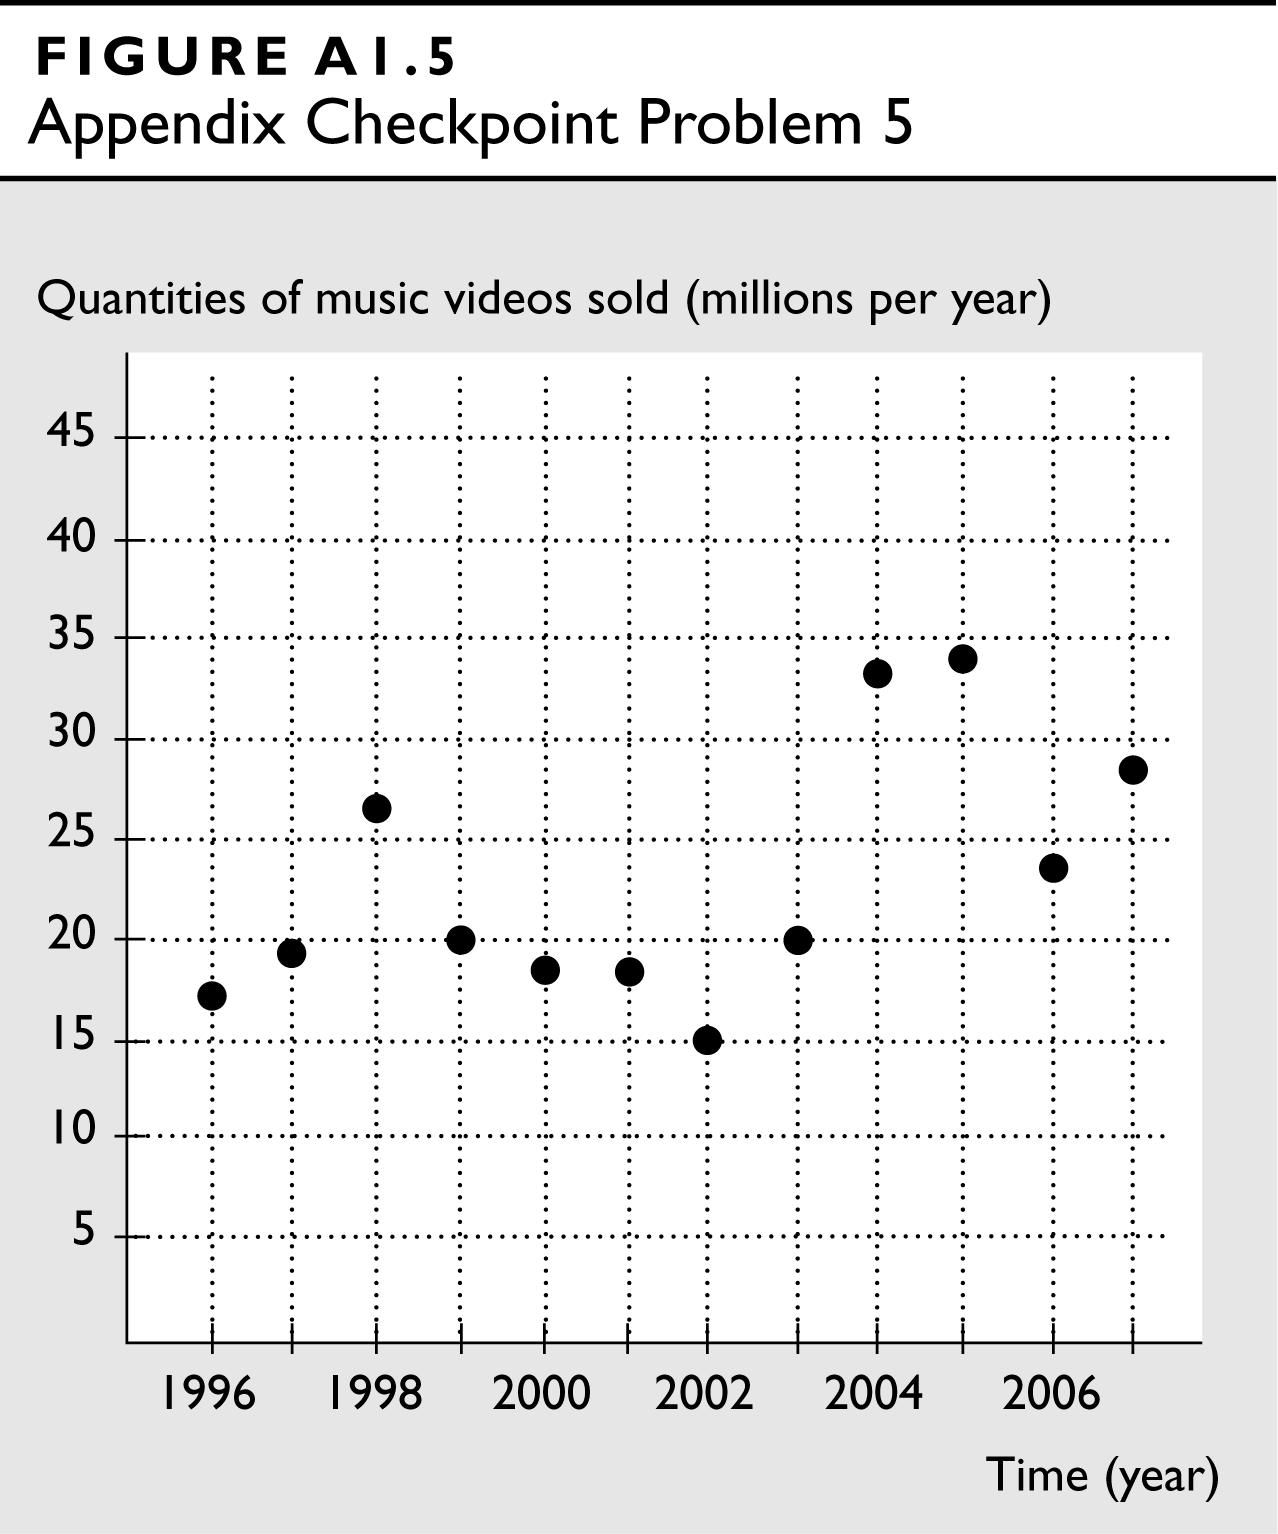 FIGURE A1.5
Appendix Checkpoint Problem 5
Quantities of music videos sold (millions per year)
45
40
35
30
25
20
15
10
5
1996 1998 2000 2002 2004 2006
Time (year)